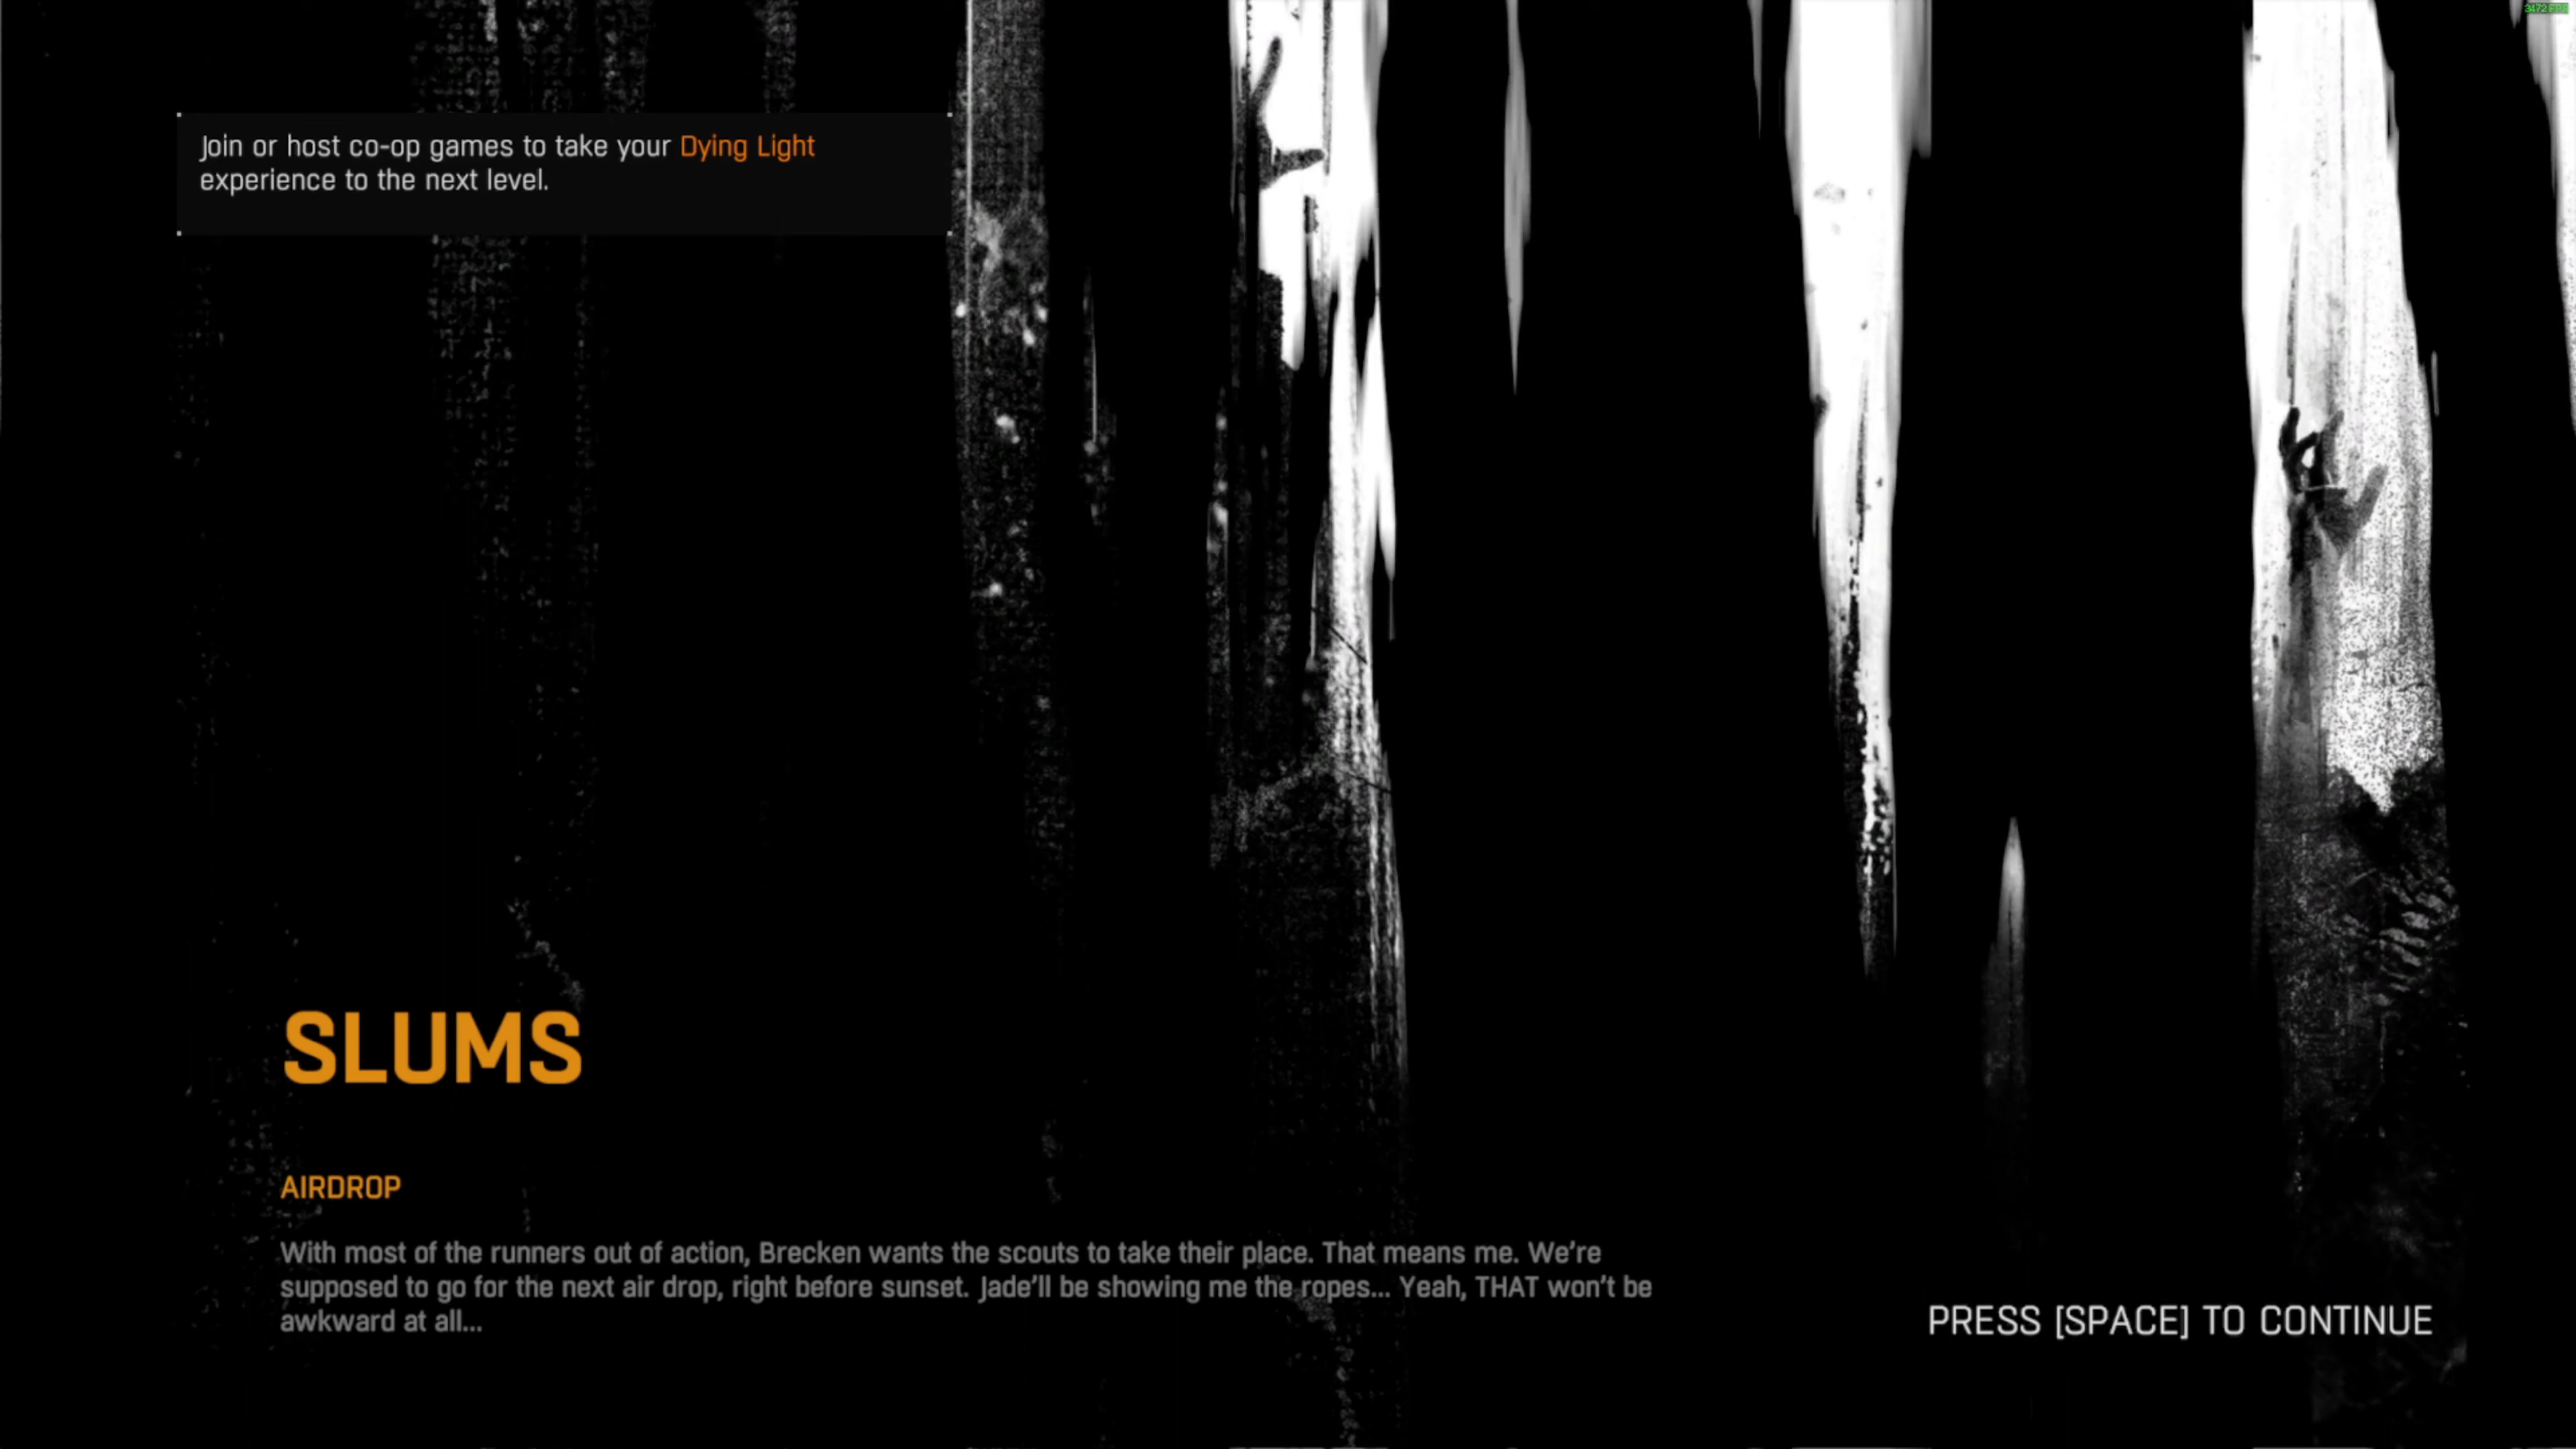 3472 FPS
Join or host co-op games to take your Dying Light
experience to the next level.
SLUMS
AIRDROP
With most of the runners out of action, Brecken wants the scouts to take their place. That means me. We're
supposed to go for the next air drop, right before sunset. Jade'll be showing me the ropes... Yeah, THAT won't be
awkward at all...
PRESS [SPACE] TO CONTINUE